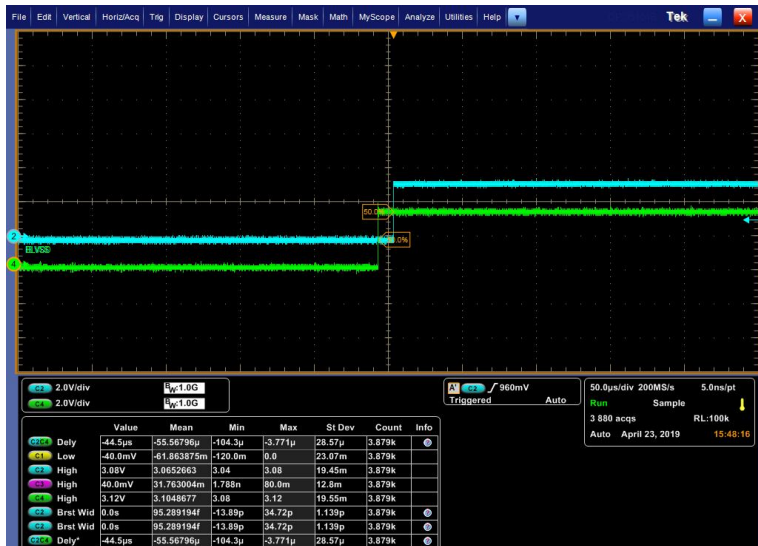 File Edit Vertical Horiz/Acq Trig Display Cursors Measure Mask Math MyScope Analyze Utilities Help Tek X
50.0
2
.0%
ELVSS
4
C2 2.0V/div BW:1.0G
C4 2.0V/div BW:1.0G
A' C2 960mV
Triggered Auto
50.0µs/div 200MS/s 5.0ns/pt
Run Sample
3 880 acqs RL:100k
Auto April 23, 2019 15:48:16
Value Mean Min Max St Dev Count Info
C2C4 Dely -44.5µs -55.56796µ -104.3µ -3.771µ 28.57µ 3.879k
C1 Low -40.0mV -61.863875m -120.0m 0.0 23.07m 3.879k
C2 High 3.08V 3.0652663 3.04 3.08 19.45m 3.879k
C3 High 40.0mV 31.763004m 1.788n 80.0m 12.8m 3.879k
C4 High 3.12V 3.1048677 3.08 3.12 19.55m 3.879k
C2 Brst Wid 0.0s 95.289194f -13.89p 34.72p 1.139p 3.879k
C2 Brst Wid 0.0s 95.289194f -13.89p 34.72p 1.139p 3.879k
C2C4 Dely* -44.5µs -55.56796µ -104.3µ -3.771µ 28.57µ 3.879k